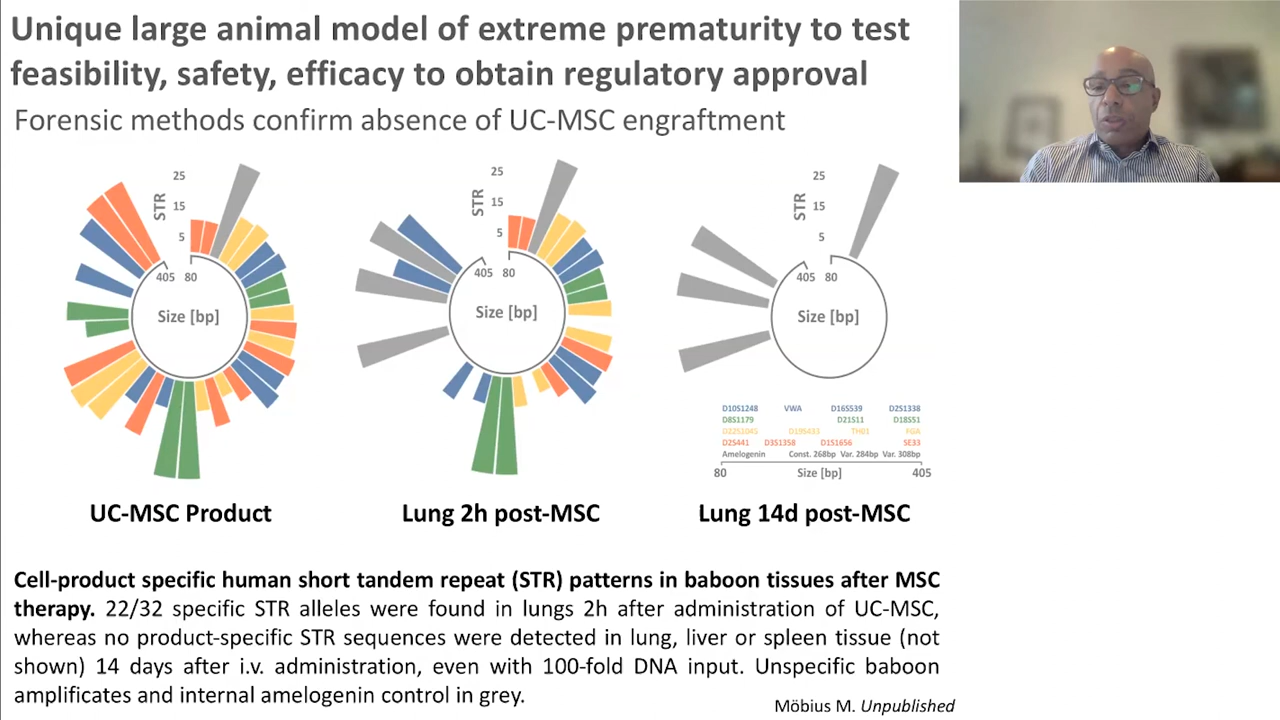 Unique large animal model of extreme prematurity to test
feasibility, safety, efficacy to obtain regulatory approval
Forensic methods confirm absence of UC-MSC engraftment
STR
25
15
5
405 80
Size [bp]
UC-MSC Product
STR
25
15
5
405 80
Size [bp]
Lung 2h post-MSC
STR
25
15
5
405 80
Size [bp]
D10S1248 VWA D16S539 D2S1338
D8S1179 D21S11 D18S51
D22S1045 D19S433 TH01 FGA
D2S441 D3S1358 D1S1656 SE33
Amelogenin Const. 268bp Var. 284bp Var. 308bp
80 Size [bp] 405
Lung 14d post-MSC
Cell-product specific human short tandem repeat (STR) patterns in baboon tissues after MSC
therapy. 22/32 specific STR alleles were found in lungs 2h after administration of UC-MSC,
whereas no product-specific STR sequences were detected in lung, liver or spleen tissue (not
shown) 14 days after i.v. administration, even with 100-fold DNA input. Unspecific baboon
amplificates and internal amelogenin control in grey.
Möbius M. Unpublished